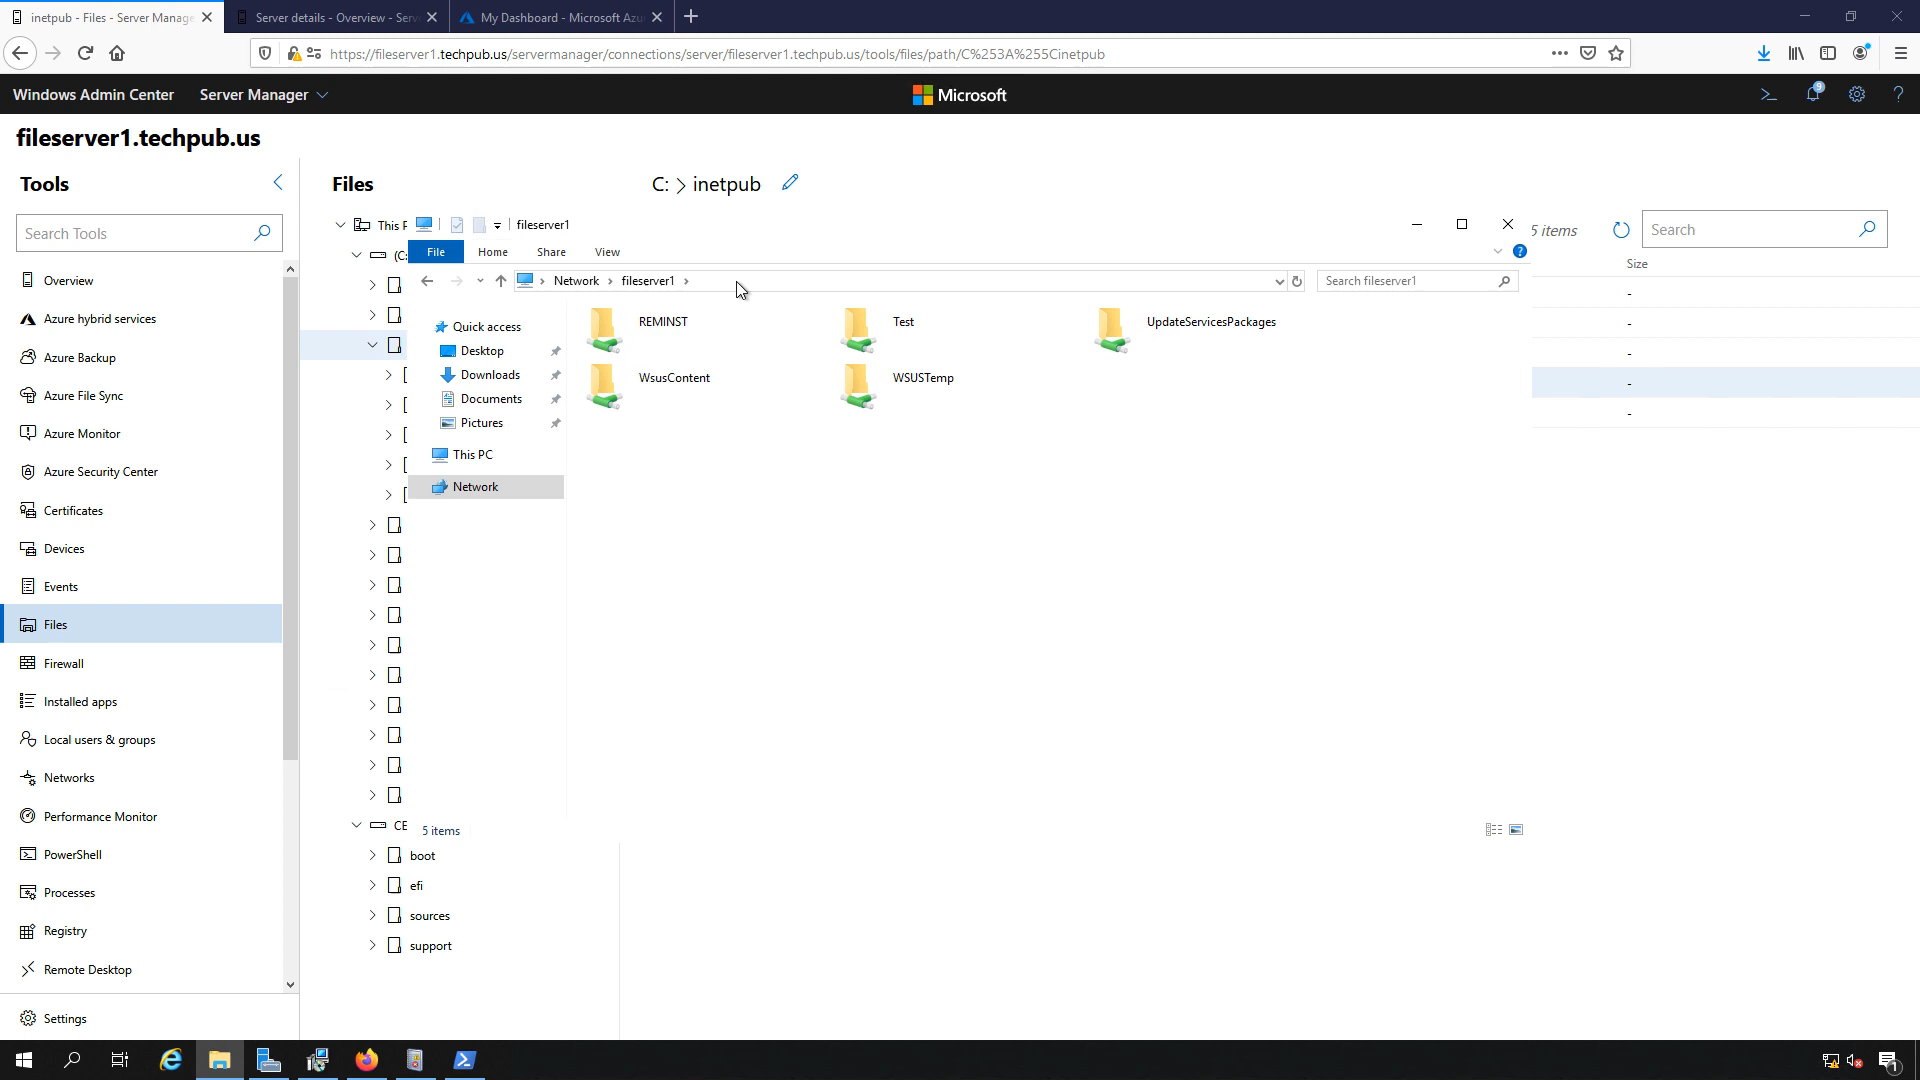 inetpub - Files - Server Manage
Server details - Overview - Serv
My Dashboard - Microsoft Azu
https://fileserver1.techpub.us/servermanager/connections/server/fileserver1.techpub.us/tools/files/path/C%253A%255Cinetpub
Windows Admin Center
Server Manager
Microsoft
9
fileserver1.techpub.us
Tools
Search Tools
Overview
Azure hybrid services
Azure Backup
Azure File Sync
Azure Monitor
Azure Security Center
Certificates
Devices
Events
Files
Firewall
Installed apps
Local users & groups
Networks
Performance Monitor
PowerShell
Processes
Registry
Remote Desktop
Settings
Files
C: > inetpub
This P
(C:
CE
boot
efi
sources
support
5 items
Search
Size
-
-
-
-
-
fileserver1
File
Home
Share
View
Network > fileserver1 >
Search fileserver1
Quick access
Desktop
Downloads
Documents
Pictures
This PC
Network
REMINST
Test
UpdateServicesPackages
WsusContent
WSUSTemp
5 items
1